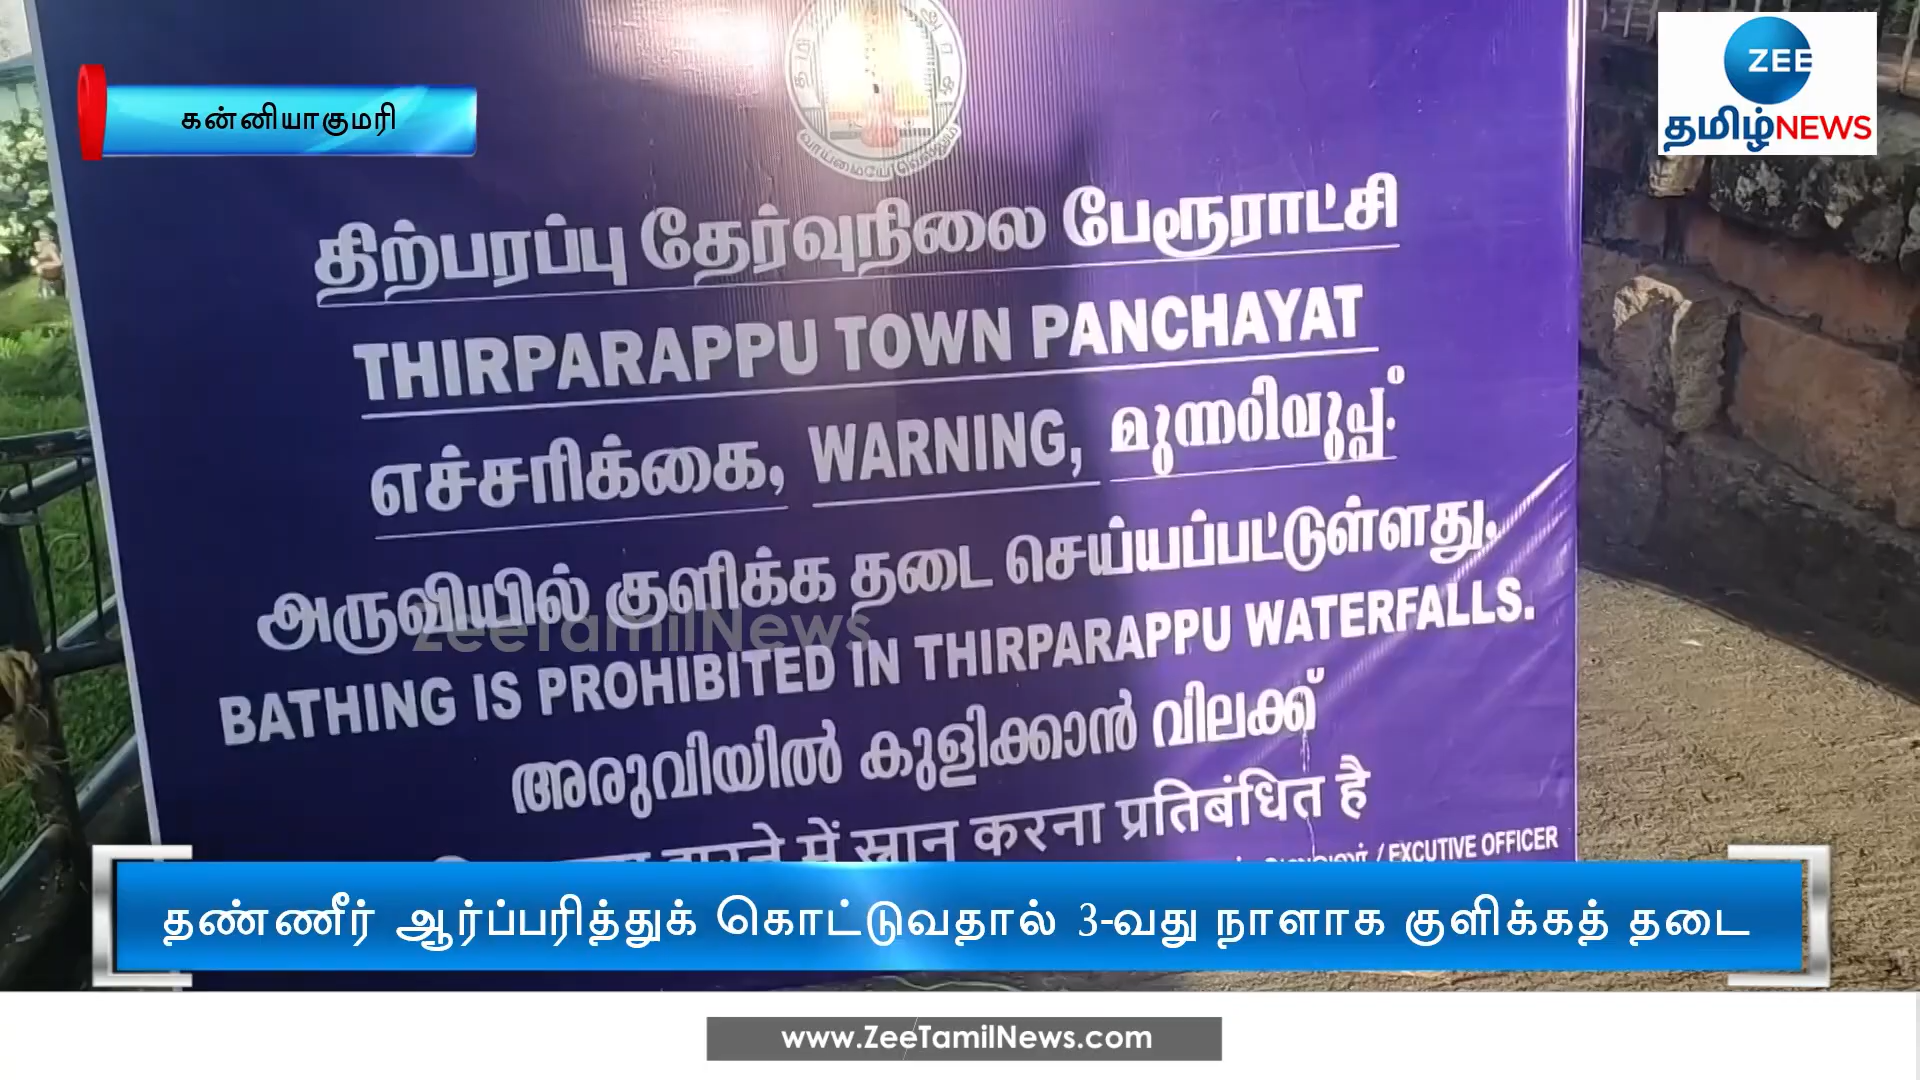 கன்னியாகுமரி
ZEE
தமிழ்NEWS
வாய்மையே வெல்லும்
திற்பரப்பு தேர்வுநிலை பேரூராட்சி
THIRPARAPPU TOWN PANCHAYAT
எச்சரிக்கை, WARNING, മുന്നറിവുപ്പ്.
அருவியில் குளிக்க தடை செய்யப்பட்டுள்ளது.
ZeeTamilNews
BATHING IS PROHIBITED IN THIRPARAPPU WATERFALLS.
അരുവിയിൽ കുളിക്കാൻ വിലക്ക്
में स्नान करना प्रतिबंधित है
/ EXCUTIVE OFFICER
தண்ணீர் ஆர்ப்பரித்துக் கொட்டுவதால் 3-வது நாளாக குளிக்கத் தடை
www.ZeeTamilNews.com